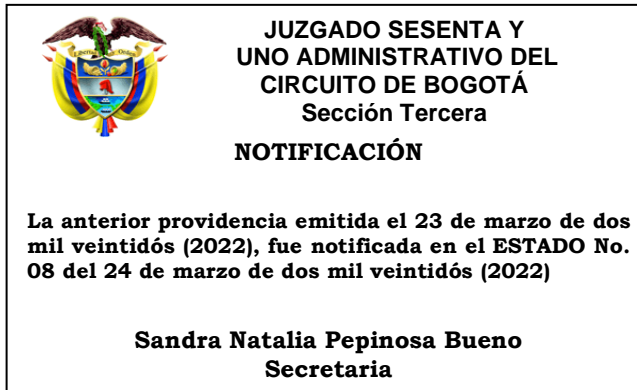 JUZGADO SESENTA Y
UNO ADMINISTRATIVO DEL
CIRCUITO DE BOGOTÁ
Sección Tercera
NOTIFICACIÓN
La anterior providencia emitida el 23 de marzo de dos
mil veintidós (2022), fue notificada en el ESTADO No.
08 del 24 de marzo de dos mil veintidós (2022)
Sandra Natalia Pepinosa Bueno
Secretaria